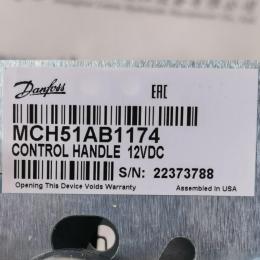 Danfoss EAC
MCH51AB1174
CONTROL HANDLE 12VDC
S/N: 22373788
Opening This Device Voids Warranty Assembled in USA